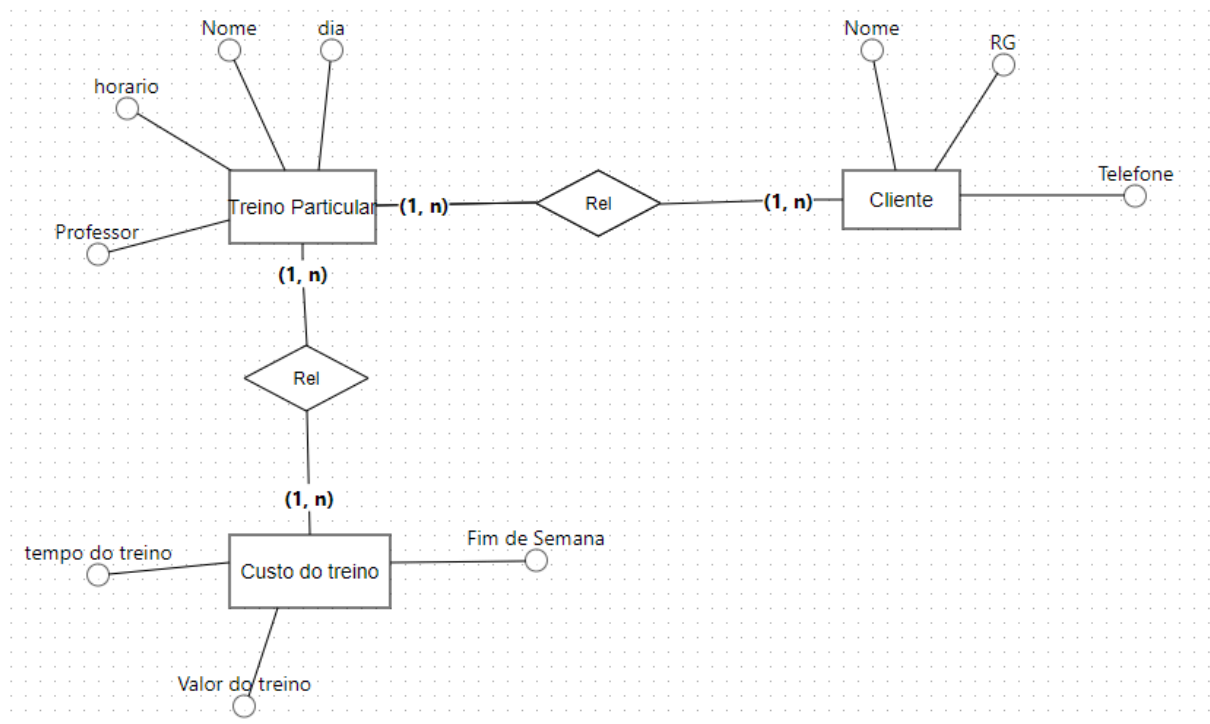 Nome
dia
Nome
RG
horario
Telefone
Treino Particular
(1, n)
Rel
(1, n)
Cliente
Professor
(1, n)
Rel
(1, n)
tempo do treino
Custo do treino
Fim de Semana
Valor do treino